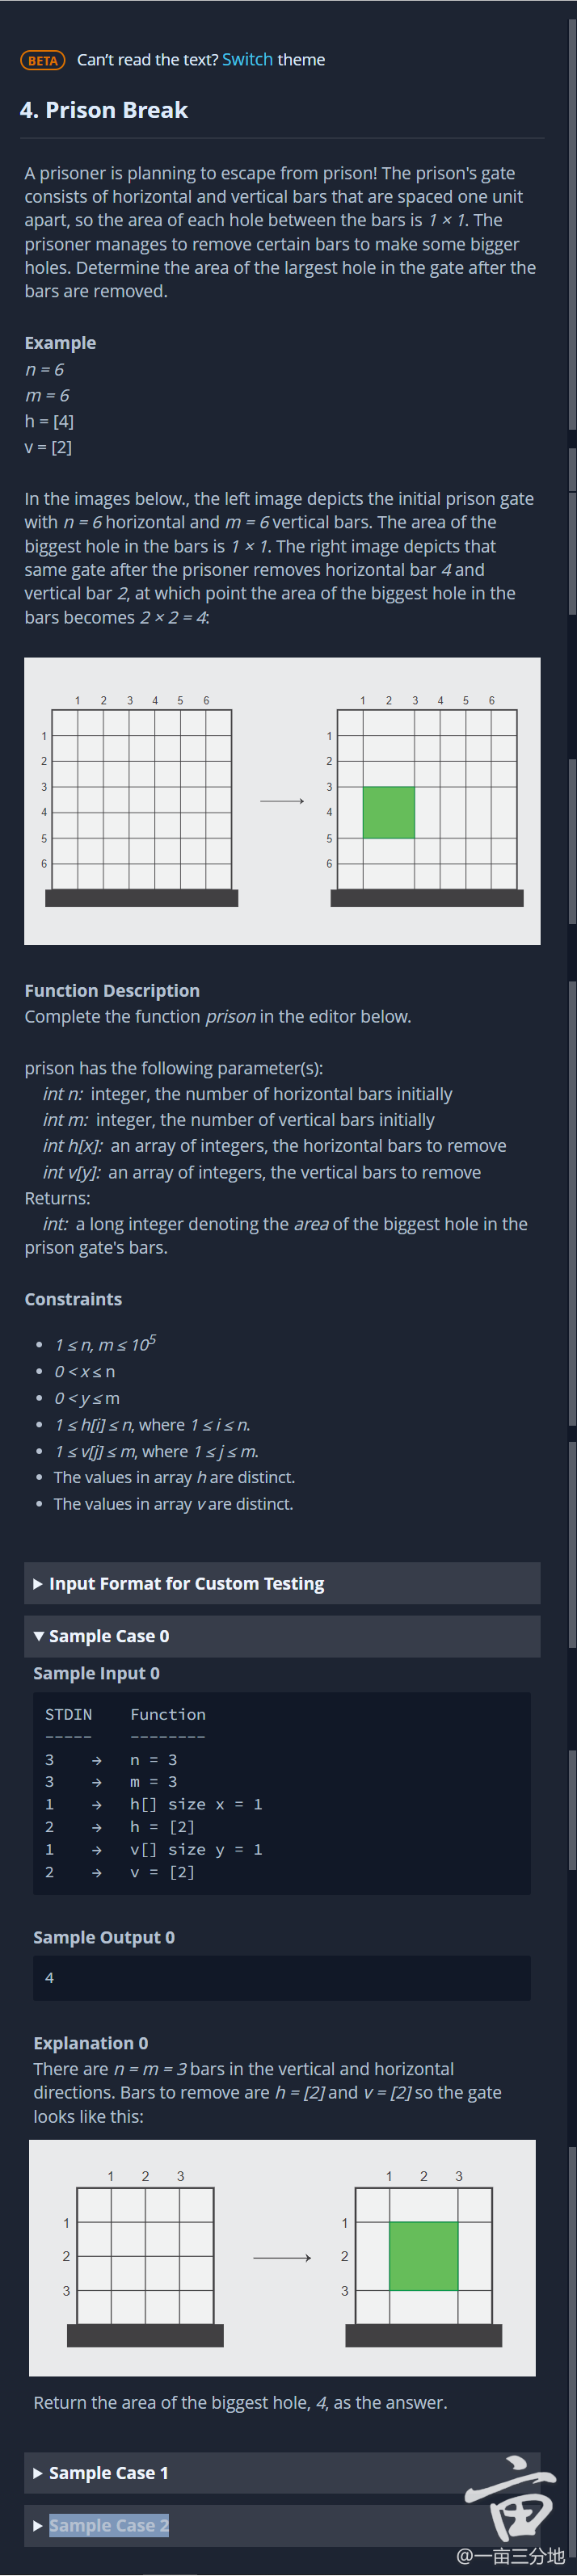 BETA Can't read the text? Switch theme
4. Prison Break
A prisoner is planning to escape from prison! The prison's gate
consists of horizontal and vertical bars that are spaced one unit
apart, so the area of each hole between the bars is 1 × 1. The
prisoner manages to remove certain bars to make some bigger
holes. Determine the area of the largest hole in the gate after the
bars are removed.
Example
n = 6
m = 6
h = [4]
v = [2]
In the images below., the left image depicts the initial prison gate
with n = 6 horizontal and m = 6 vertical bars. The area of the
biggest hole in the bars is 1 × 1. The right image depicts that
same gate after the prisoner removes horizontal bar 4 and
vertical bar 2, at which point the area of the biggest hole in the
bars becomes 2 × 2 = 4:
1 2 3 4 5 6
1
2
3
4
5
6
1 2 3 4 5 6
1
2
3
4
5
6
Function Description
Complete the function prison in the editor below.
prison has the following parameter(s):
int n: integer, the number of horizontal bars initially
int m: integer, the number of vertical bars initially
int h[x]: an array of integers, the horizontal bars to remove
int v[y]: an array of integers, the vertical bars to remove
Returns:
int: a long integer denoting the area of the biggest hole in the
prison gate's bars.
Constraints
• 1 ≤ n, m ≤ 10⁵
• 0 < x ≤ n
• 0 < y ≤ m
• 1 ≤ h[i] ≤ n, where 1 ≤ i ≤ n.
• 1 ≤ v[j] ≤ m, where 1 ≤ j ≤ m.
• The values in array h are distinct.
• The values in array v are distinct.
▶ Input Format for Custom Testing
▼ Sample Case 0
Sample Input 0
STDIN Function
----- --------
3 → n = 3
3 → m = 3
1 → h[] size x = 1
2 → h = [2]
1 → v[] size y = 1
2 → v = [2]
Sample Output 0
4
Explanation 0
There are n = m = 3 bars in the vertical and horizontal
directions. Bars to remove are h = [2] and v = [2] so the gate
looks like this:
1 2 3
1
2
3
1 2 3
1
2
3
Return the area of the biggest hole, 4, as the answer.
▶ Sample Case 1
▶ Sample Case 2
亩
@一亩三分地